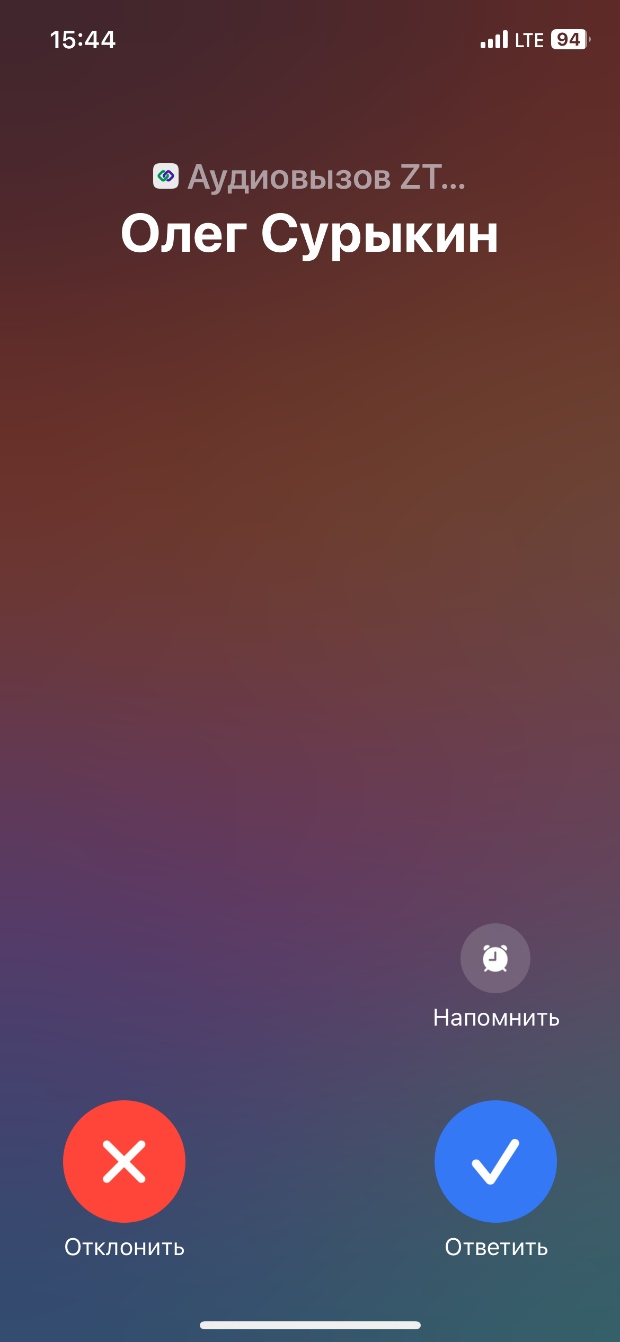 15:44 LTE 94
Аудиовызов ZT...
Олег Сурыкин
Напомнить
Отклонить Ответить